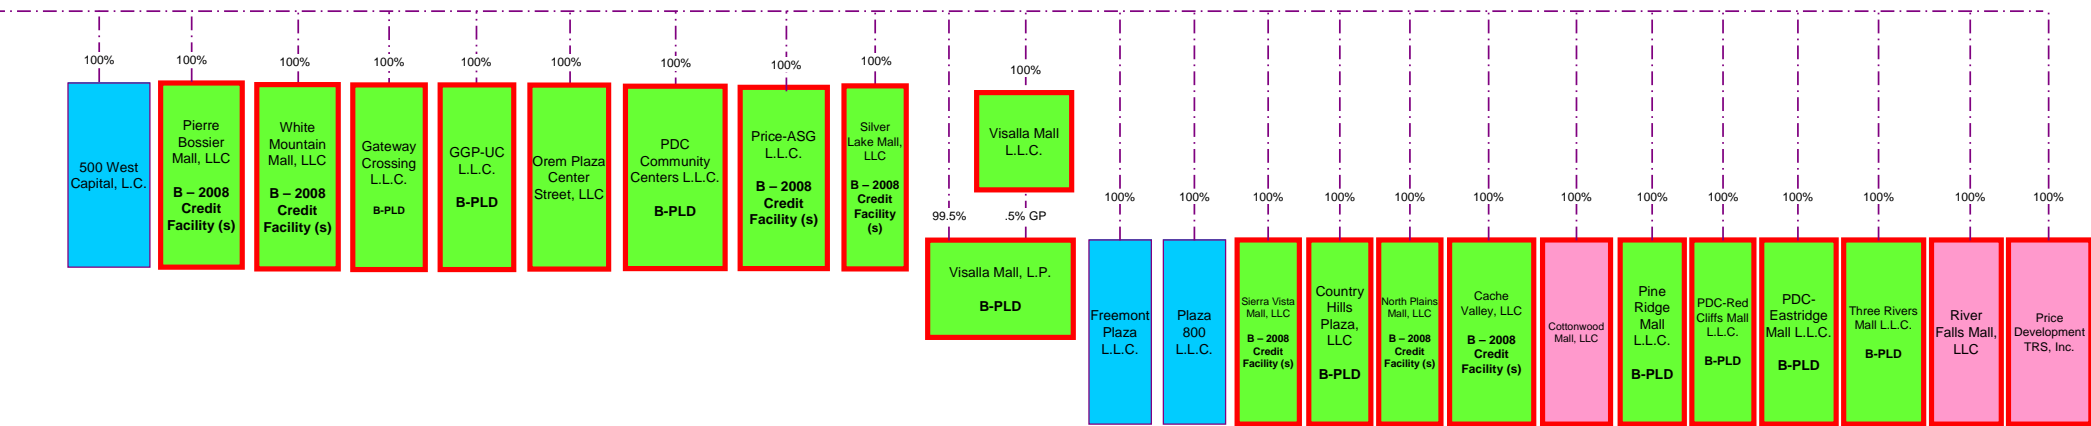 100%
500 West
Capital, L.C.
100%
Pierre
Bossier
Mall, LLC
B – 2008
Credit
Facility (s)
100%
White
Mountain
Mall, LLC
B – 2008
Credit
Facility (s)
100%
Gateway
Crossing
L.L.C.
B-PLD
100%
GGP-UC
L.L.C.
B-PLD
100%
Orem Plaza
Center
Street, LLC
100%
PDC
Community
Centers L.L.C.
B-PLD
100%
Price-ASG
L.L.C.
B – 2008
Credit
Facility (s)
100%
Silver
Lake Mall,
LLC
B – 2008
Credit
Facility
(s)
100%
Visalla Mall
L.L.C.
99.5%
.5% GP
Visalla Mall, L.P.
B-PLD
100%
Freemont
Plaza
L.L.C.
100%
Plaza
800
L.L.C.
100%
Sierra Vista
Mall, LLC
B – 2008
Credit
Facility (s)
100%
Country
Hills
Plaza,
LLC
B-PLD
100%
North Plains
Mall, LLC
B – 2008
Credit
Facility (s)
100%
Cache
Valley, LLC
B – 2008
Credit
Facility (s)
100%
Cottonwood
Mall, LLC
100%
Pine
Ridge
Mall
L.L.C.
B-PLD
100%
PDC-Red
Cliffs Mall
L.L.C.
B-PLD
100%
PDC-
Eastridge
Mall L.L.C.
B-PLD
100%
Three Rivers
Mall L.L.C.
B-PLD
100%
River
Falls Mall,
LLC
100%
Price
Development
TRS, Inc.